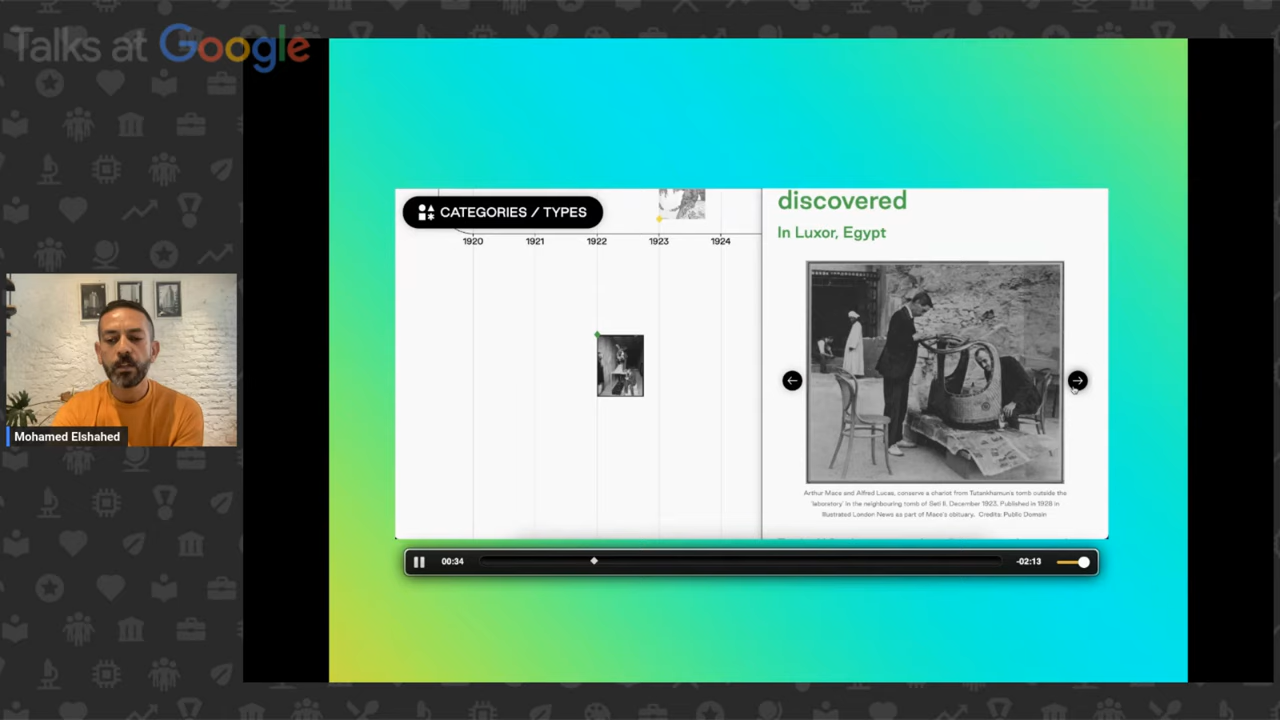 Talks at Google
CATEGORIES / TYPES
1920 1921 1922 1923 1924
discovered
In Luxor, Egypt
Arthur Mace and Alfred Lucas, conserve a chariot from Tutankhamun's tomb outside the
'laboratory' in the neighbouring tomb of Seti II, December 1923. Published in 1928 in
Illustrated London News as part of Mace's obituary. Credits: Public Domain
Mohamed Elshahed
00:34
-02:13